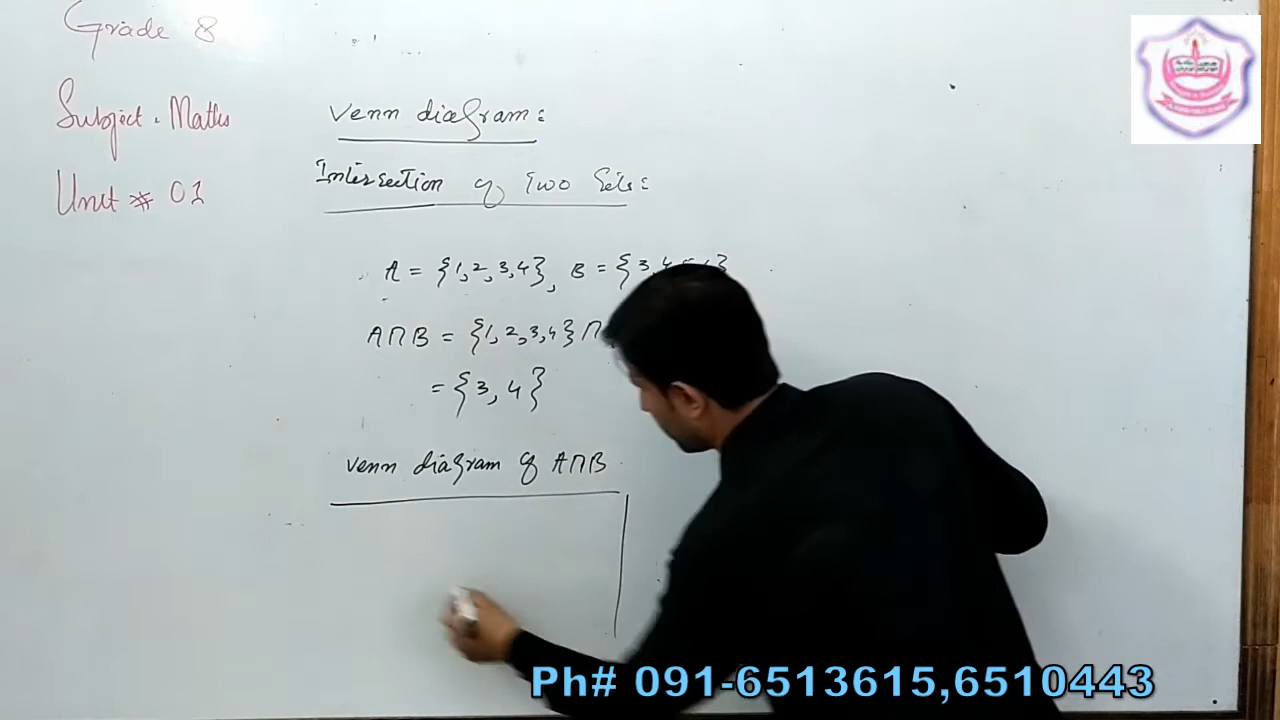 Grade 8
Subject. Maths
Unit # 01
Venn diagram:
Intersection of Two Sets:
A = {1,2,3,4}, B = {3,4
A∩B = {1,2,3,4} ∩
= {3, 4}
Venn diagram of A∩B
Ph# 091-6513615,6510443